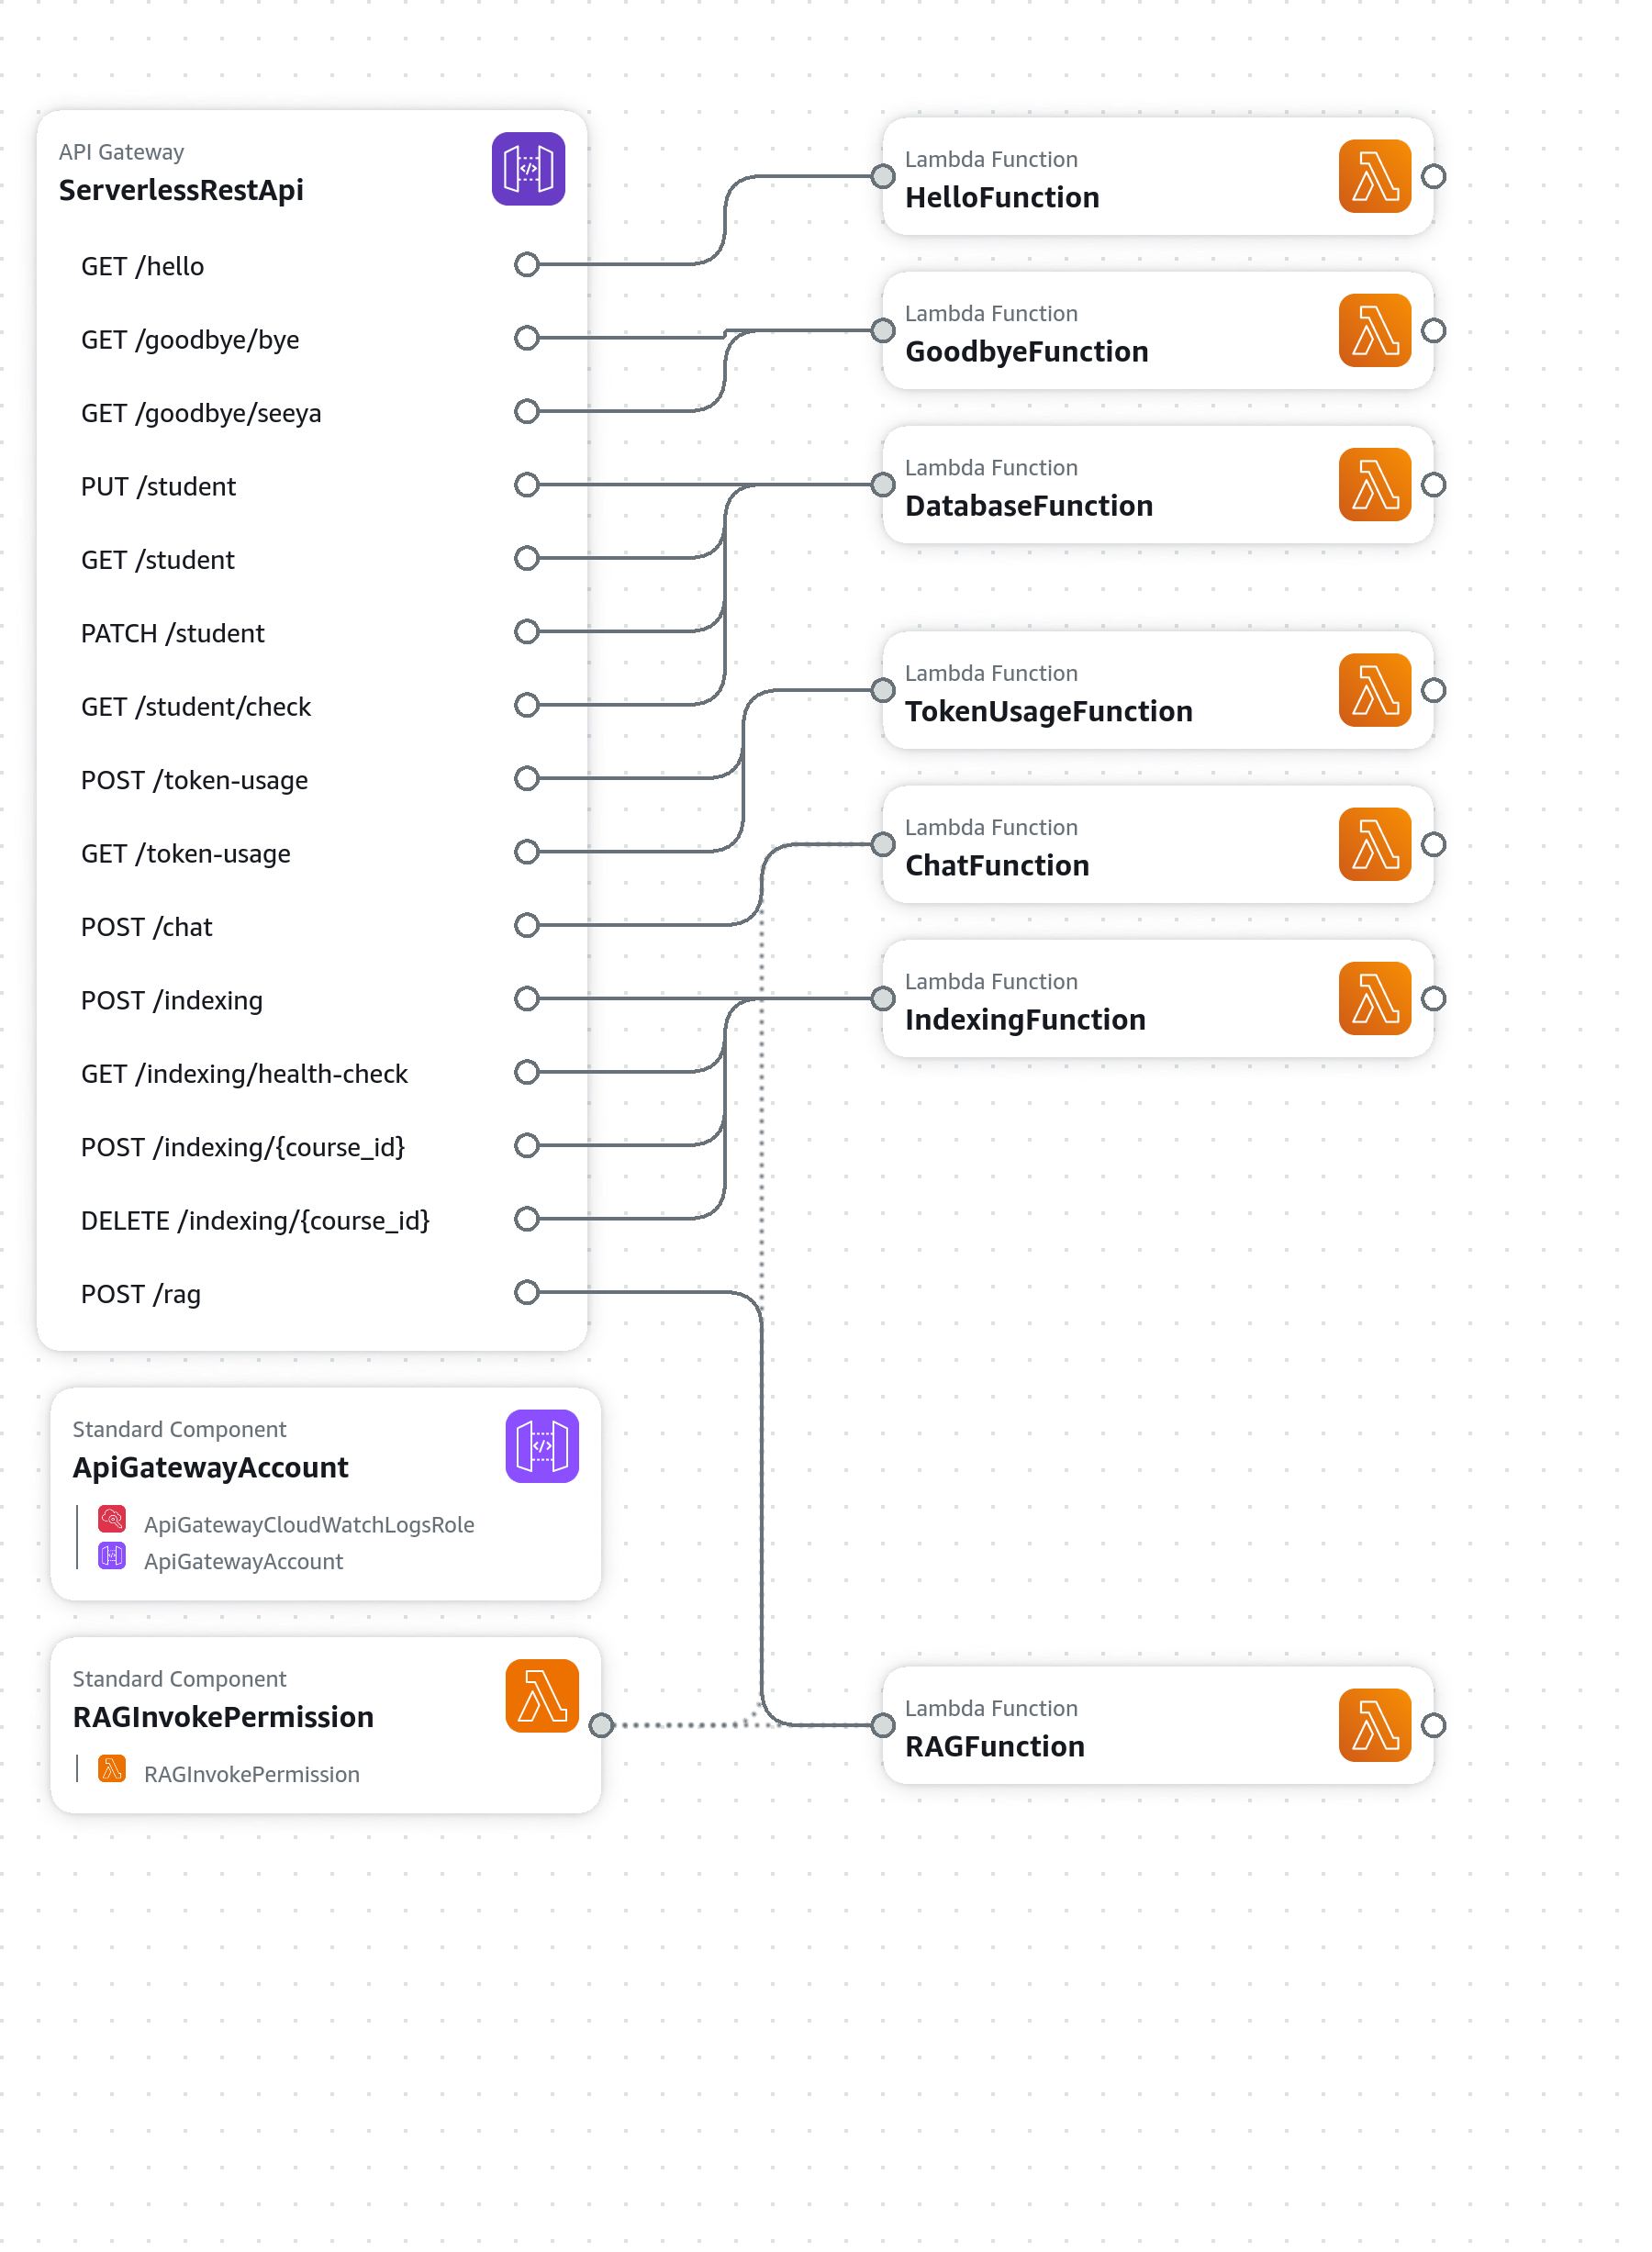 API Gateway
ServerlessRestApi
GET /hello
GET /goodbye/bye
GET /goodbye/seeya
PUT /student
GET /student
PATCH /student
GET /student/check
POST /token-usage
GET /token-usage
POST /chat
POST /indexing
GET /indexing/health-check
POST /indexing/{course_id}
DELETE /indexing/{course_id}
POST /rag
Standard Component
ApiGatewayAccount
ApiGatewayCloudWatchLogsRole
ApiGatewayAccount
Standard Component
RAGInvokePermission
RAGInvokePermission
Lambda Function
HelloFunction
Lambda Function
GoodbyeFunction
Lambda Function
DatabaseFunction
Lambda Function
TokenUsageFunction
Lambda Function
ChatFunction
Lambda Function
IndexingFunction
Lambda Function
RAGFunction